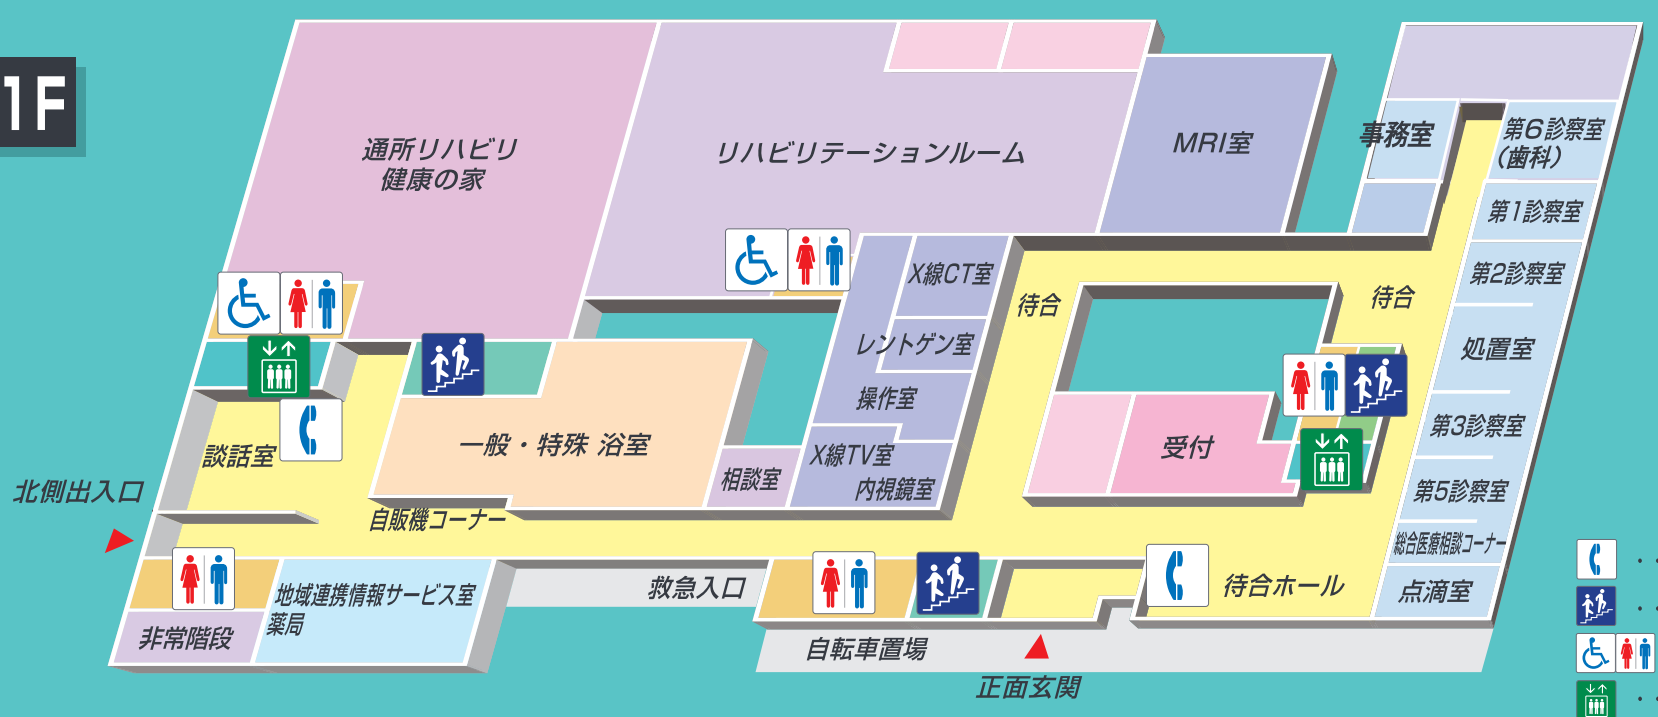 1F
通所リハビリ
健康の家
リハビリテーションルーム
MRI室
事務室
第6診察室
(歯科)
第1診察室
第2診察室
処置室
第3診察室
第5診察室
総合医療相談コーナー
点滴室
X線CT室
レントゲン室
操作室
X線TV室
内視鏡室
待合
待合
受付
一般・特殊 浴室
相談室
談話室
北側出入口
自販機コーナー
地域連携情報サービス室
薬局
非常階段
救急入口
自転車置場
正面玄関
待合ホール